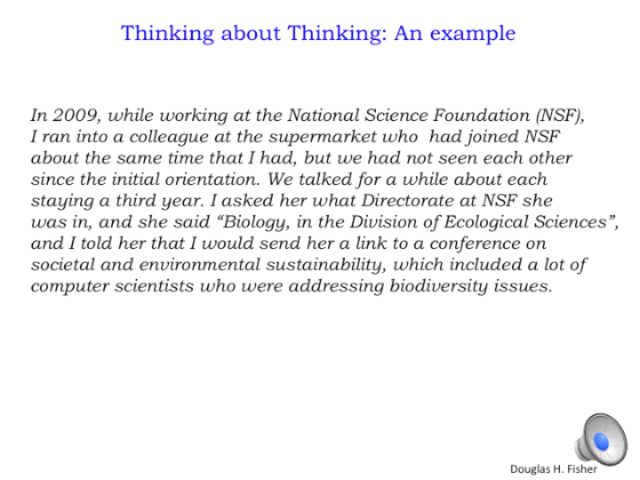 Thinking about Thinking: An example
In 2009, while working at the National Science Foundation (NSF),
I ran into a colleague at the supermarket who had joined NSF
about the same time that I had, but we had not seen each other
since the initial orientation. We talked for a while about each
staying a third year. I asked her what Directorate at NSF she
was in, and she said “Biology, in the Division of Ecological Sciences”,
and I told her that I would send her a link to a conference on
societal and environmental sustainability, which included a lot of
computer scientists who were addressing biodiversity issues.
Douglas H. Fisher